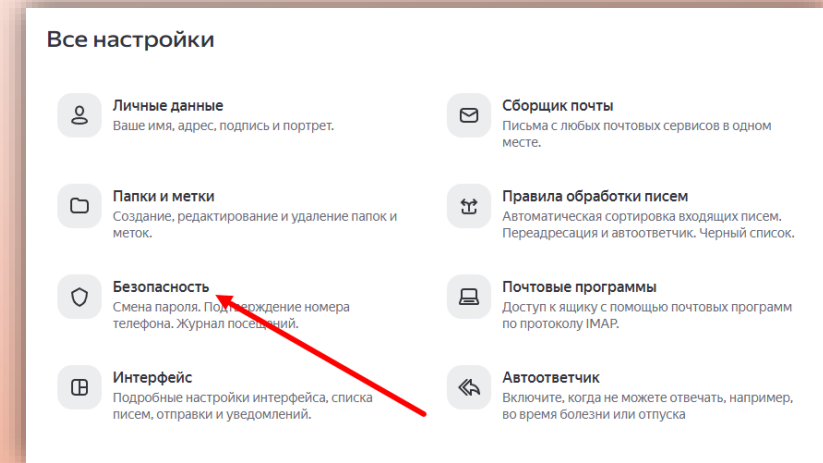 Все настройки
Личные данные
Ваше имя, адрес, подпись и портрет.
Сборщик почты
Письма с любых почтовых сервисов в одном
месте.
Папки и метки
Создание, редактирование и удаление папок и
меток.
Правила обработки писем
Автоматическая сортировка входящих писем.
Переадресация и автоответчик. Черный список.
Безопасность
Смена пароля. Подтверждение номера
телефона. Журнал посещений.
Почтовые программы
Доступ к ящику с помощью почтовых программ
по протоколу IMAP.
Интерфейс
Подробные настройки интерфейса, списка
писем, отправки и уведомлений.
Автоответчик
Включите, когда не можете отвечать, например,
во время болезни или отпуска